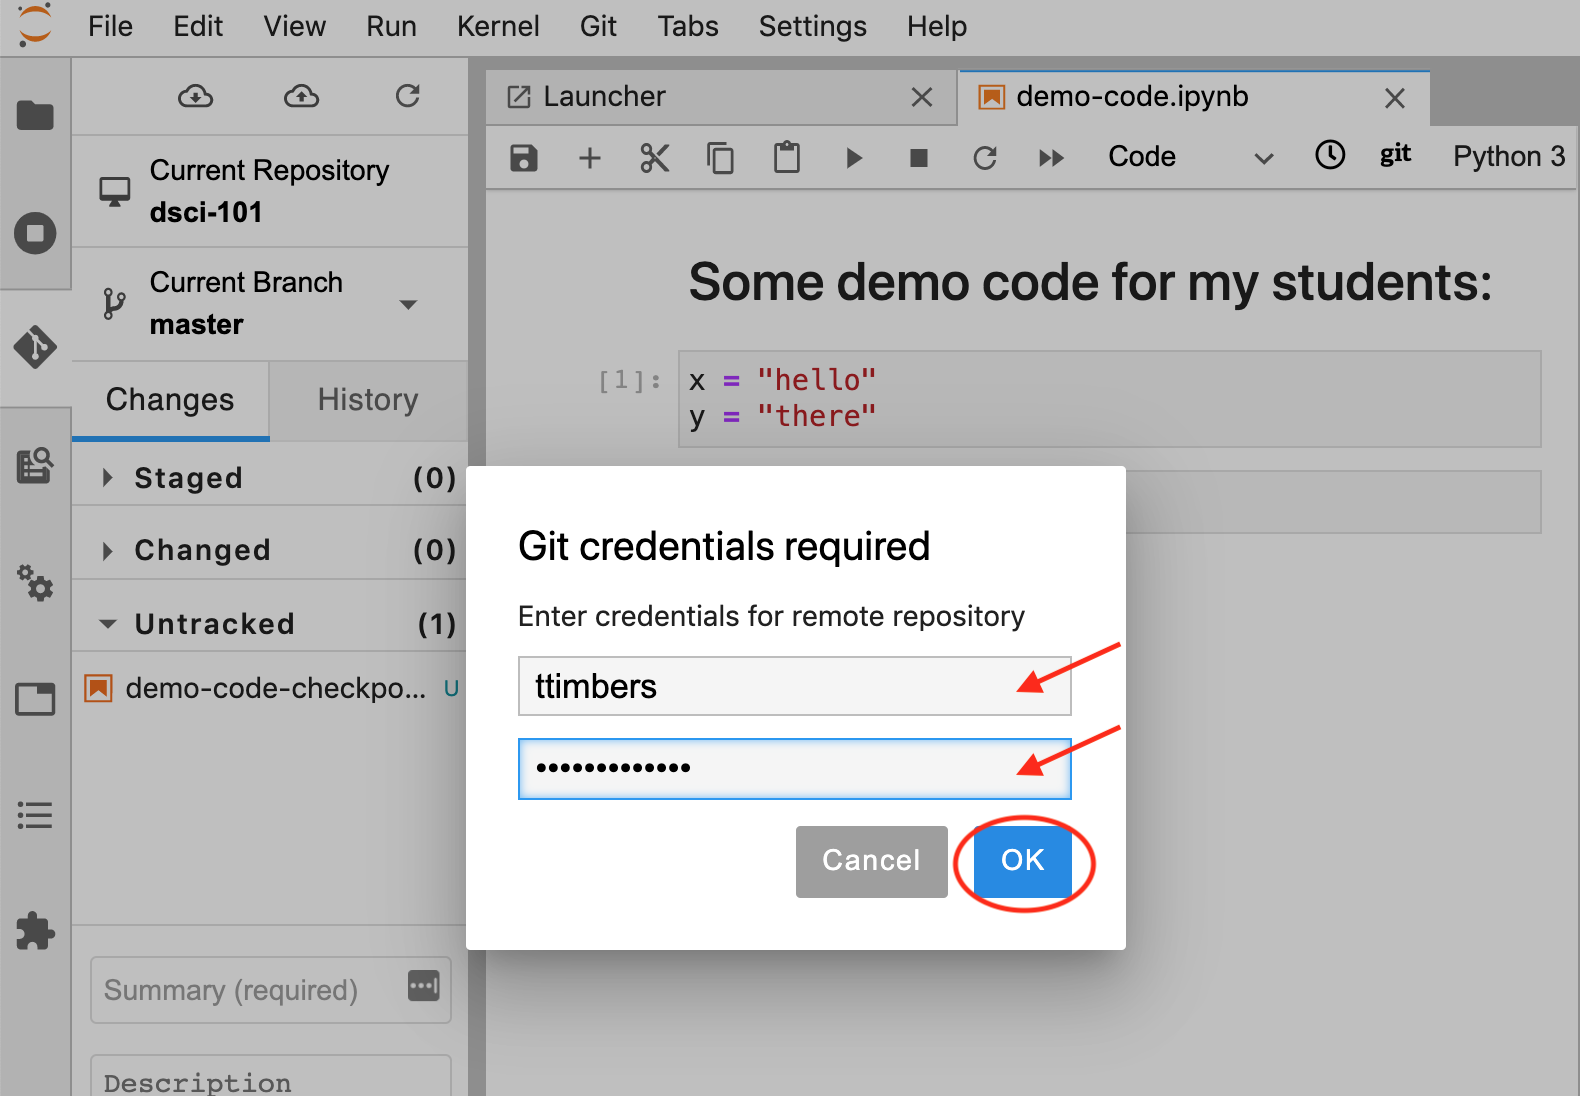 File Edit View Run Kernel Git Tabs Settings Help
Launcher
demo-code.ipynb
Code git Python 3
Current Repository
dsci-101
Current Branch
master
Changes History
Staged (0)
Changed (0)
Untracked (1)
demo-code-checkpo... U
Summary (required)
Description
Some demo code for my students:
[1]: x = "hello"
y = "there"
Git credentials required
Enter credentials for remote repository
ttimbers
•••••••••••••
Cancel OK